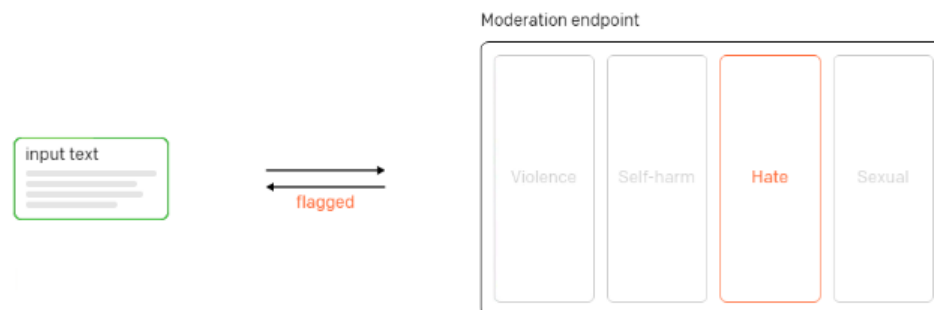 Moderation endpoint
input text
flagged
Violence
Self-harm
Hate
Sexual